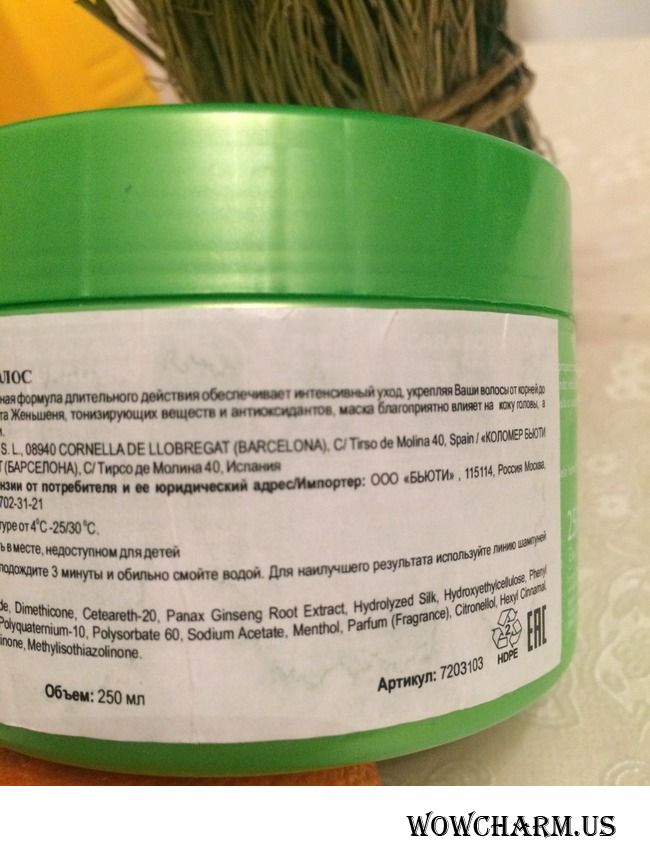 ЛОС
ная формула длительного действия обеспечивает интенсивный уход, укрепляя Ваши волосы от корней до
та Женьшеня, тонизирующих веществ и антиоксидантов, маска благоприятно влияет на кожу головы, а
и.
S. L., 08940 CORNELLA DE LLOBREGAT (BARCELONA), C/ Tirso de Molina 40, Spain / «КОЛОМЕР БЬЮТИ
Т (БАРСЕЛОНА), С/ Тирсо де Молина 40, Испания
нзии от потребителя и ее юридический адрес/Импортер: ООО «БЬЮТИ» , 115114, Россия Москва,
702-31-21
туре от 4°C -25/30 °C.
ь в месте, недоступном для детей
подождите 3 минуты и обильно смойте водой. Для наилучшего результата используйте линию шампуней
de, Dimethicone, Ceteareth-20, Panax Ginseng Root Extract, Hydrolyzed Silk, Hydroxyethylcellulose, Phenyl
Polyquaternium-10, Polysorbate 60, Sodium Acetate, Menthol, Parfum (Fragrance), Citronellol, Hexyl Cinnamal,
inone, Methylisothiazolinone.
2
HDPE
EAC
Объем: 250 мл
Артикул: 7203103
25
WOWCHARM.US